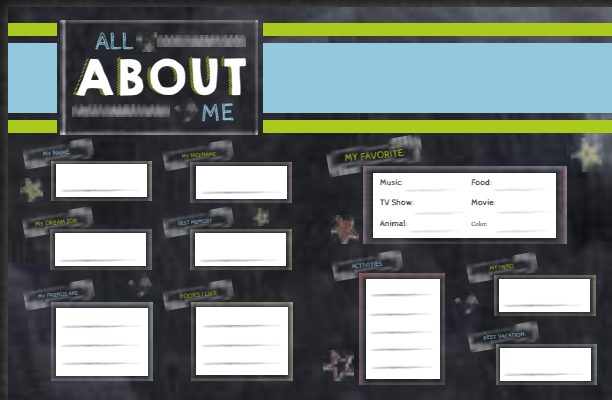 ALL
ABOUT
ME
MY NAME
MY NICKNAME
MY FAVORITE
Music:
Food:
TV Show:
Movie:
Animal:
Color:
MY DREAM JOB
BEST MEMORY
ACTIVITIES
MY HERO
MY FRIENDS ARE
BOOKS I LIKE
BEST VACATION